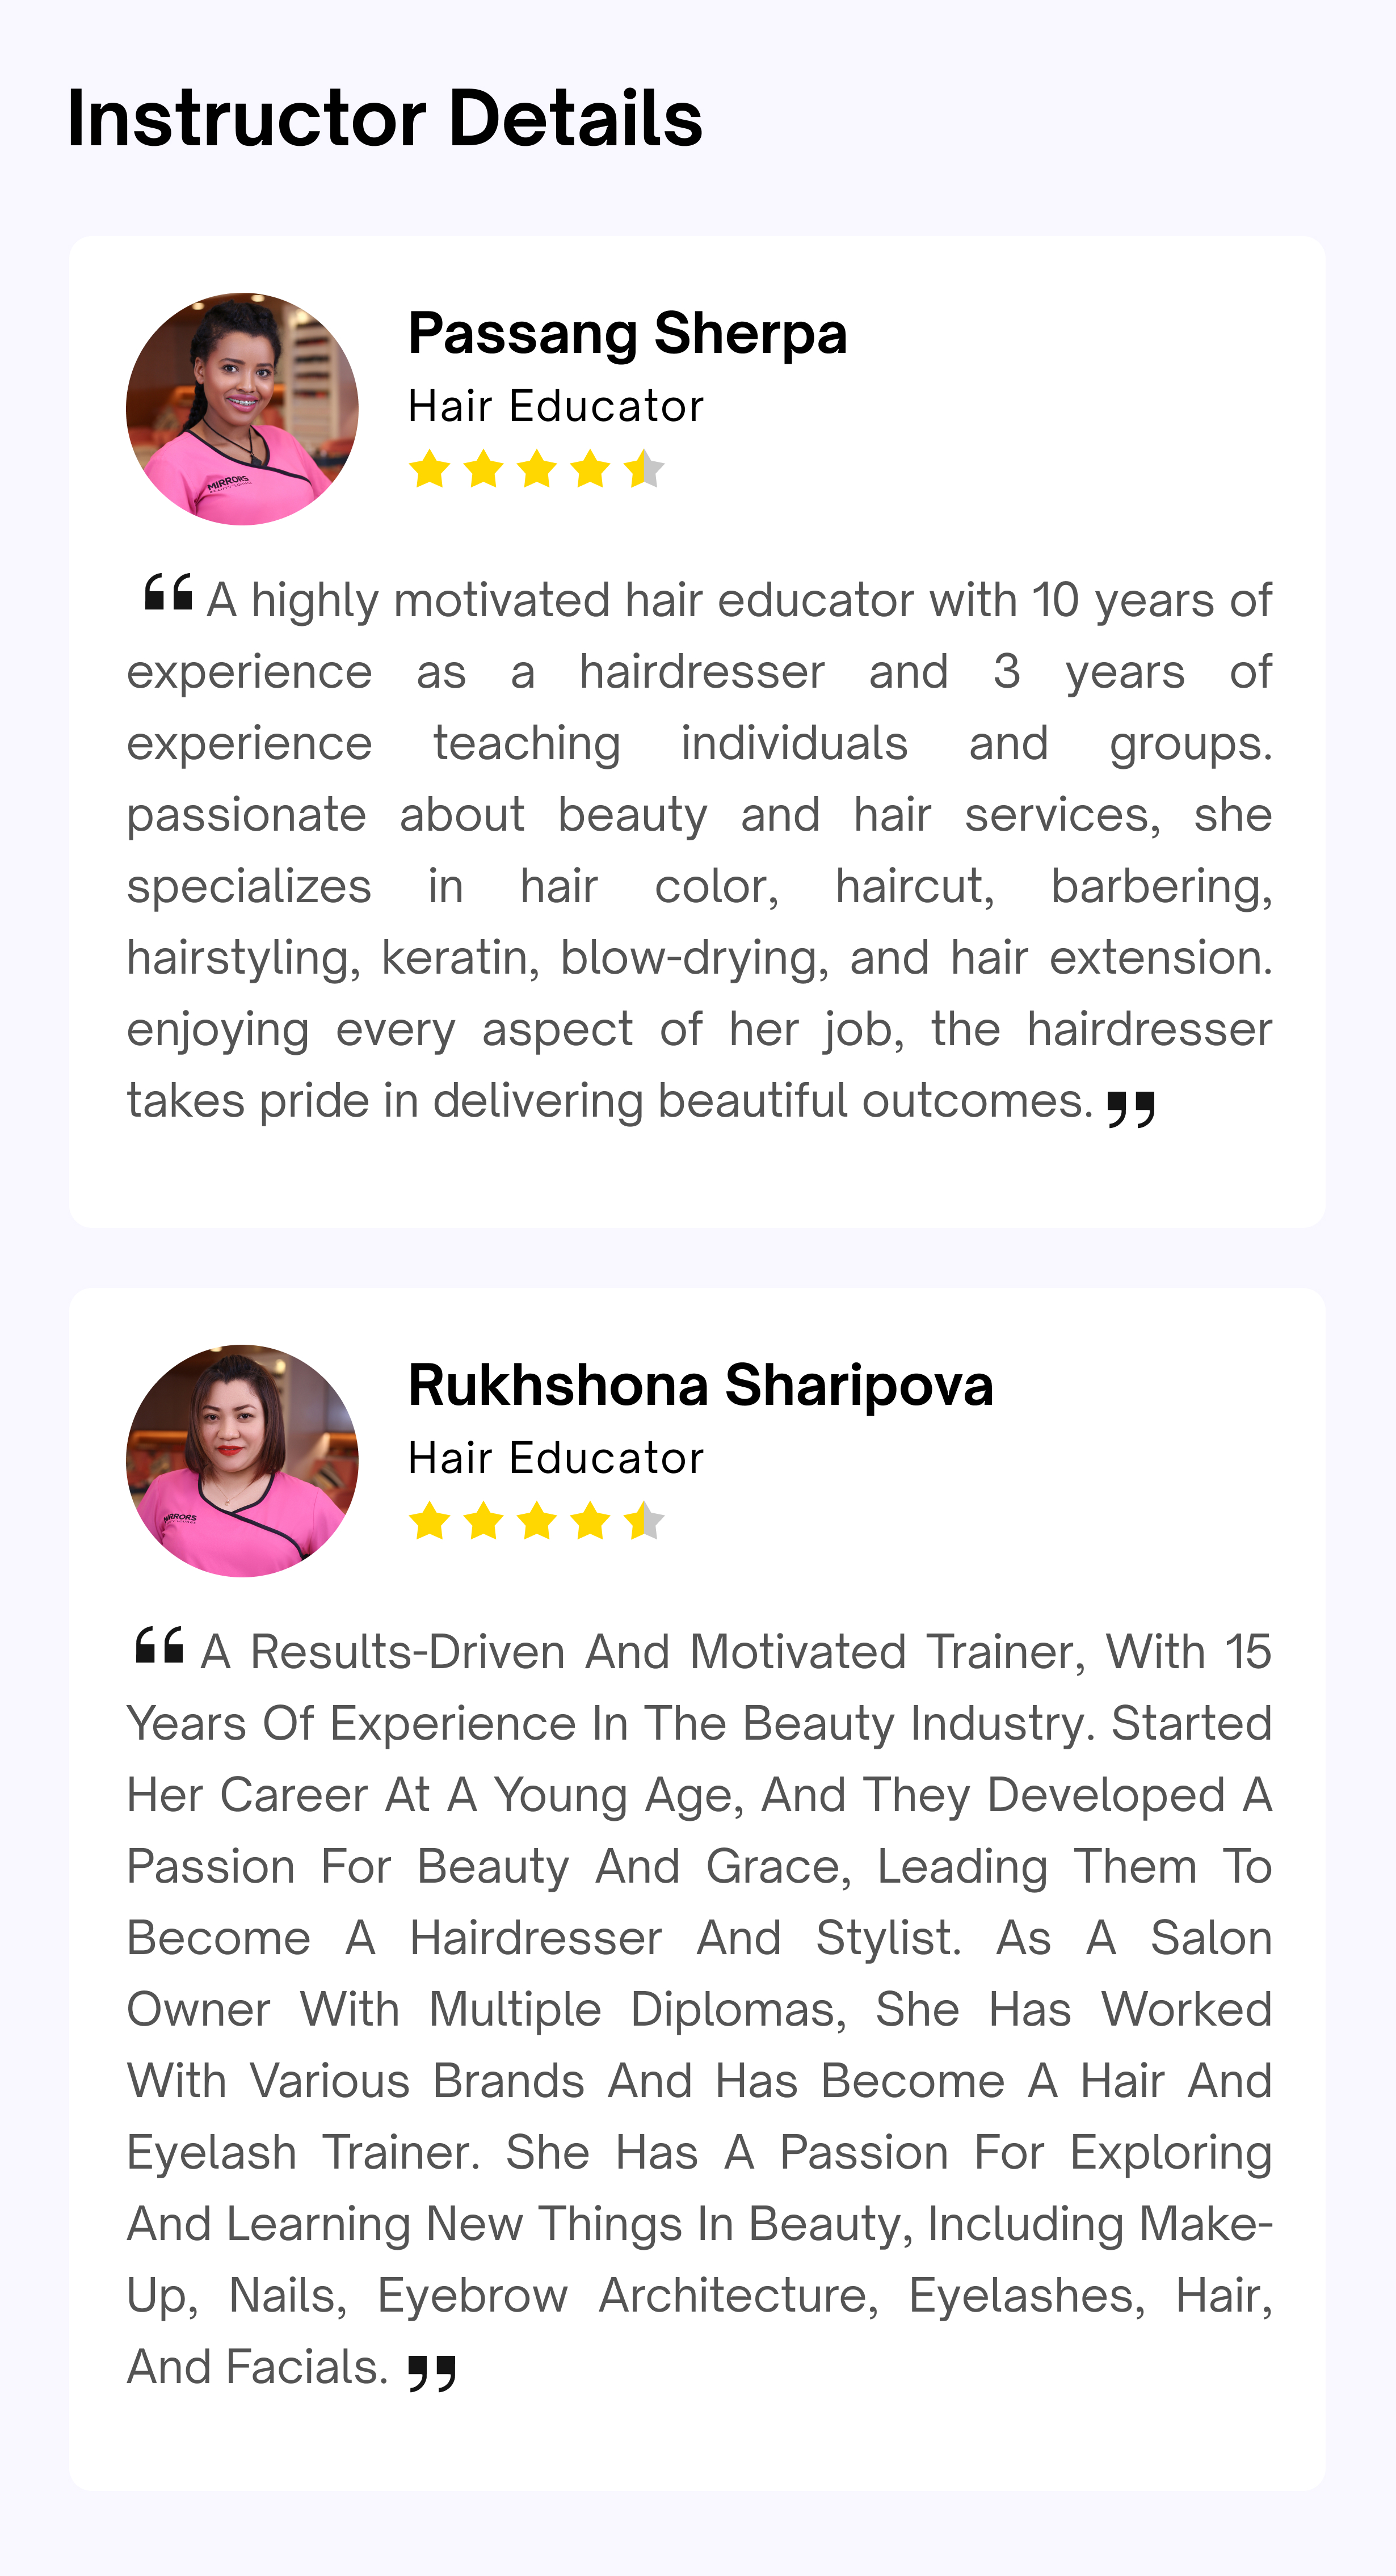 Instructor Details
Passang Sherpa
Hair Educator
MIRRORS
“ A highly motivated hair educator with 10 years of
experience as a hairdresser and 3 years of
experience teaching individuals and groups.
passionate about beauty and hair services, she
specializes in hair color, haircut, barbering,
hairstyling, keratin, blow-drying, and hair extension.
enjoying every aspect of her job, the hairdresser
takes pride in delivering beautiful outcomes. ”
Rukhshona Sharipova
Hair Educator
MIRRORS
“ A Results-Driven And Motivated Trainer, With 15
Years Of Experience In The Beauty Industry. Started
Her Career At A Young Age, And They Developed A
Passion For Beauty And Grace, Leading Them To
Become A Hairdresser And Stylist. As A Salon
Owner With Multiple Diplomas, She Has Worked
With Various Brands And Has Become A Hair And
Eyelash Trainer. She Has A Passion For Exploring
And Learning New Things In Beauty, Including Make-
Up, Nails, Eyebrow Architecture, Eyelashes, Hair,
And Facials. ”